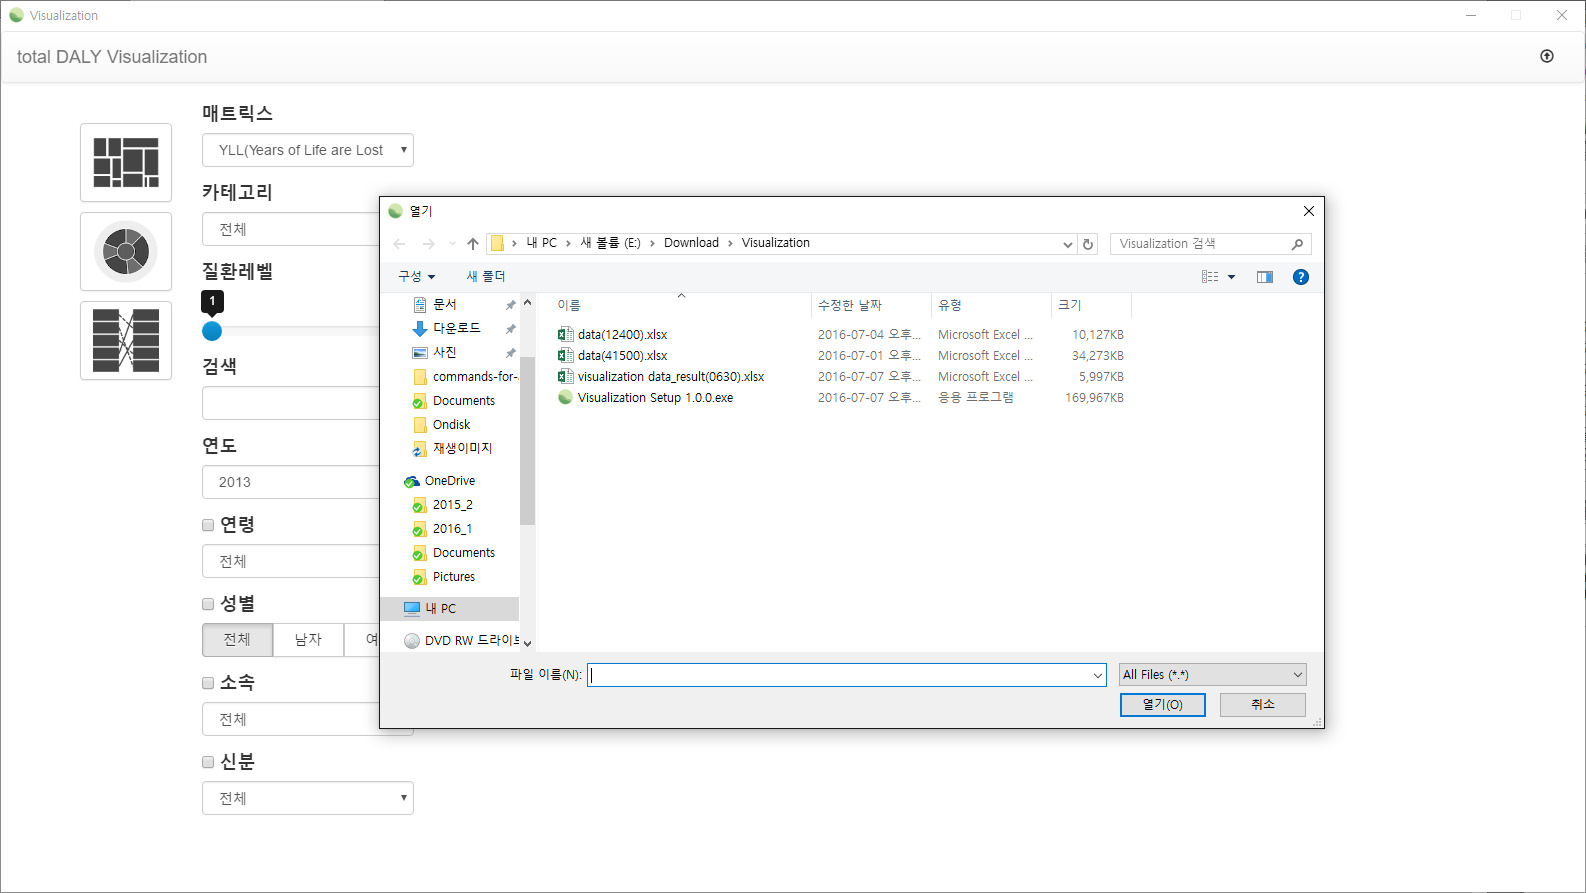 Visualization
total DALY Visualization
매트릭스
YLL(Years of Life are Lost
카테고리
전체
질환레벨
1
검색
연도
2013
연령
전체
성별
전체 남자 여
소속
전체
신분
전체
열기
내 PC › 새 볼륨 (E:) › Download › Visualization
Visualization 검색
구성 새 폴더
문서
다운로드
사진
commands-for-
Documents
Ondisk
재생이미지
OneDrive
2015_2
2016_1
Documents
Pictures
내 PC
DVD RW 드라이브
이름 수정한 날짜 유형 크기
data(12400).xlsx 2016-07-04 오후... Microsoft Excel ... 10,127KB
data(41500).xlsx 2016-07-01 오후... Microsoft Excel ... 34,273KB
visualization data_result(0630).xlsx 2016-07-07 오후... Microsoft Excel ... 5,997KB
Visualization Setup 1.0.0.exe 2016-07-07 오후... 응용 프로그램 169,967KB
파일 이름(N):
All Files (*.*)
열기(O) 취소